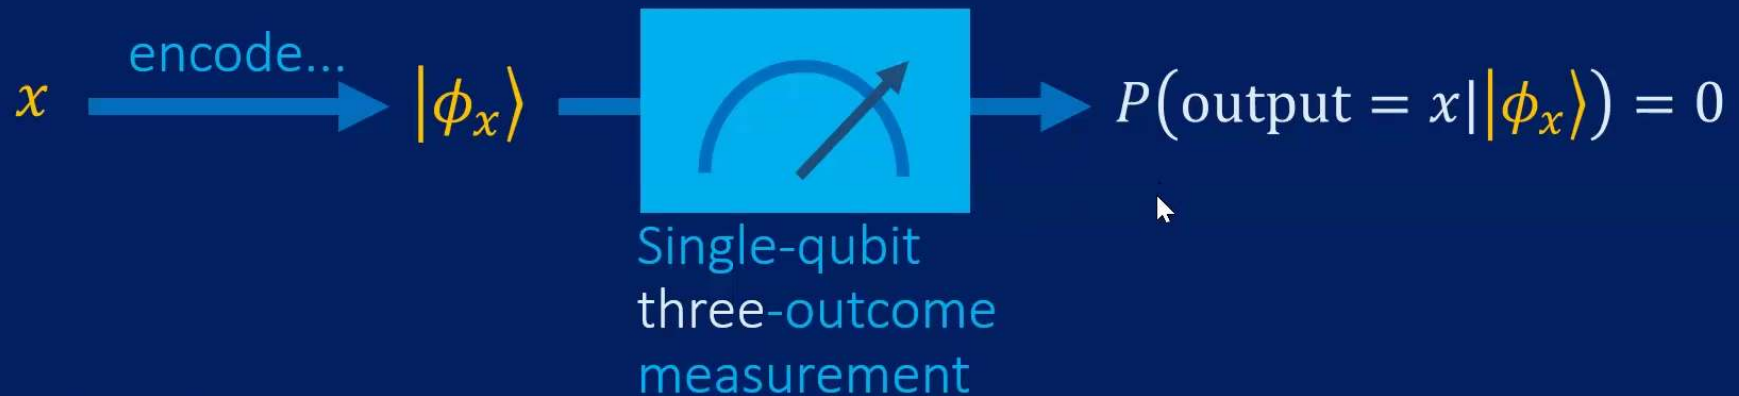 encode...
x |ϕₓ⟩ P(output = x||ϕₓ⟩) = 0
Single-qubit
three-outcome
measurement